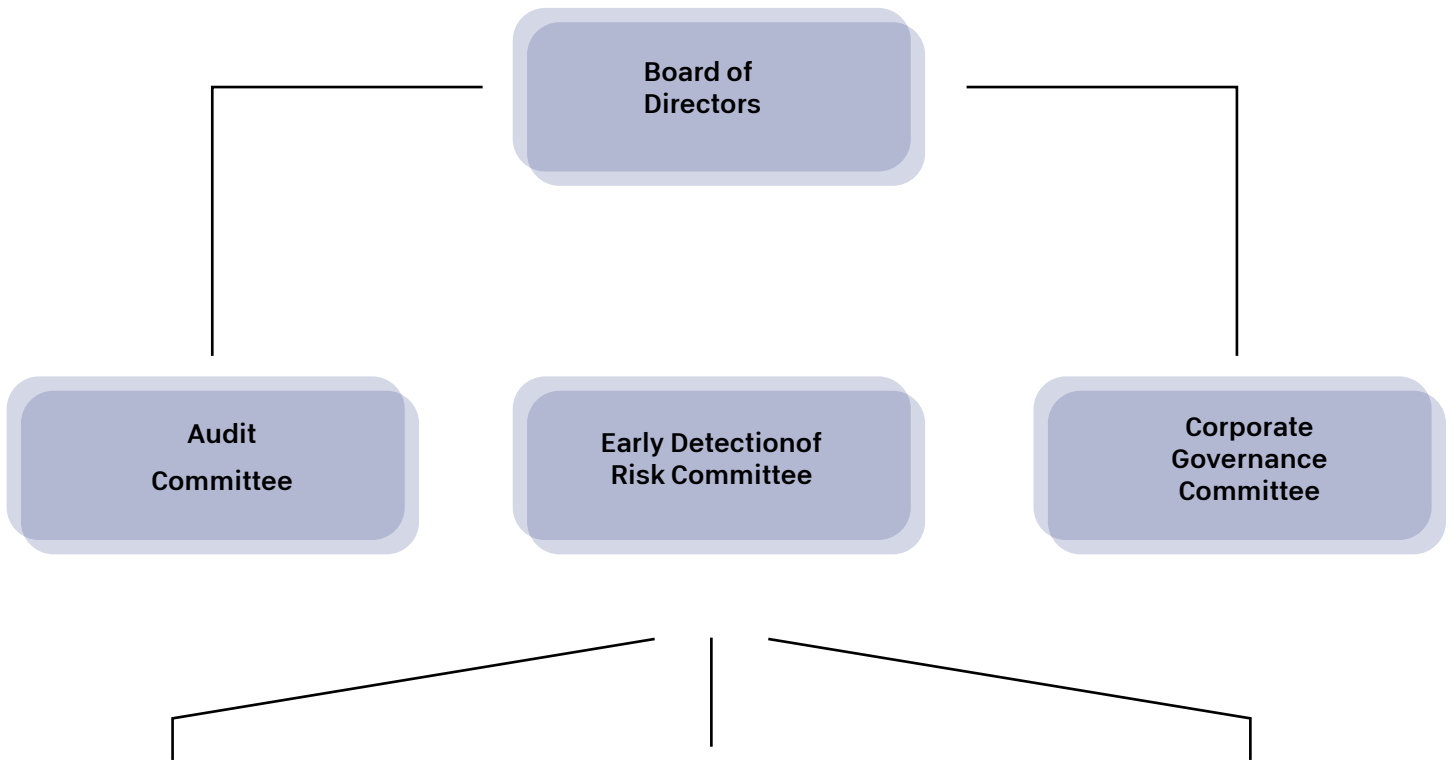 Board of
Directors
Audit
Committee
Early Detectionof
Risk Committee
Corporate
Governance
Committee